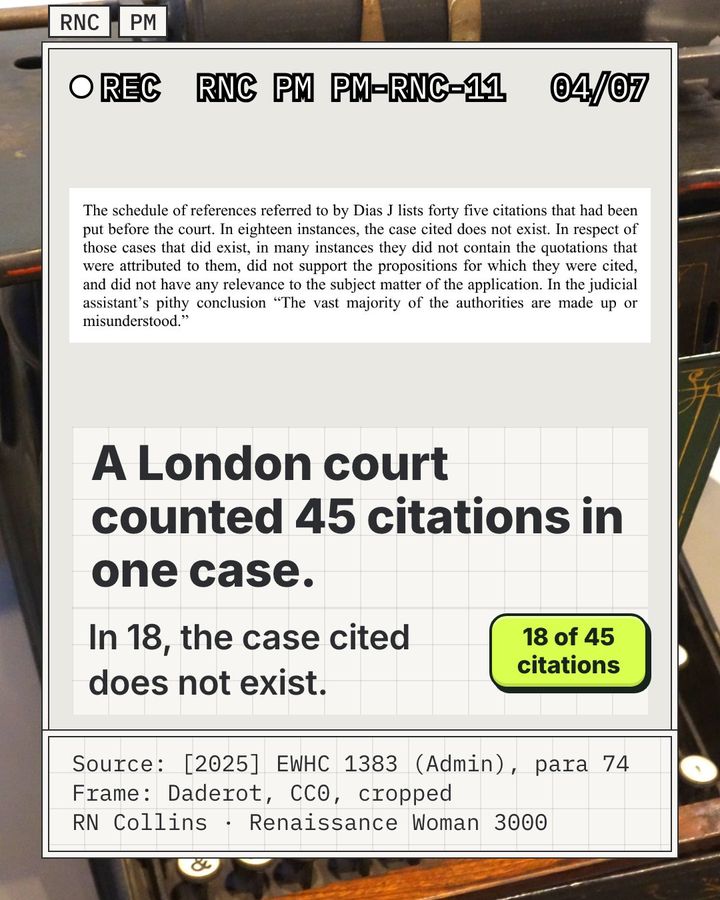 RNC PM
REC RNC PM PM-RNC-11 04/07
The schedule of references referred to by Dias J lists forty five citations that had been
put before the court. In eighteen instances, the case cited does not exist. In respect of
those cases that did exist, in many instances they did not contain the quotations that
were attributed to them, did not support the propositions for which they were cited,
and did not have any relevance to the subject matter of the application. In the judicial
assistant’s pithy conclusion “The vast majority of the authorities are made up or
misunderstood.”
A London court
counted 45 citations in
one case.
In 18, the case cited
does not exist.
18 of 45
citations
Source: [2025] EWHC 1383 (Admin), para 74
Frame: Daderot, CC0, cropped
RN Collins · Renaissance Woman 3000
&